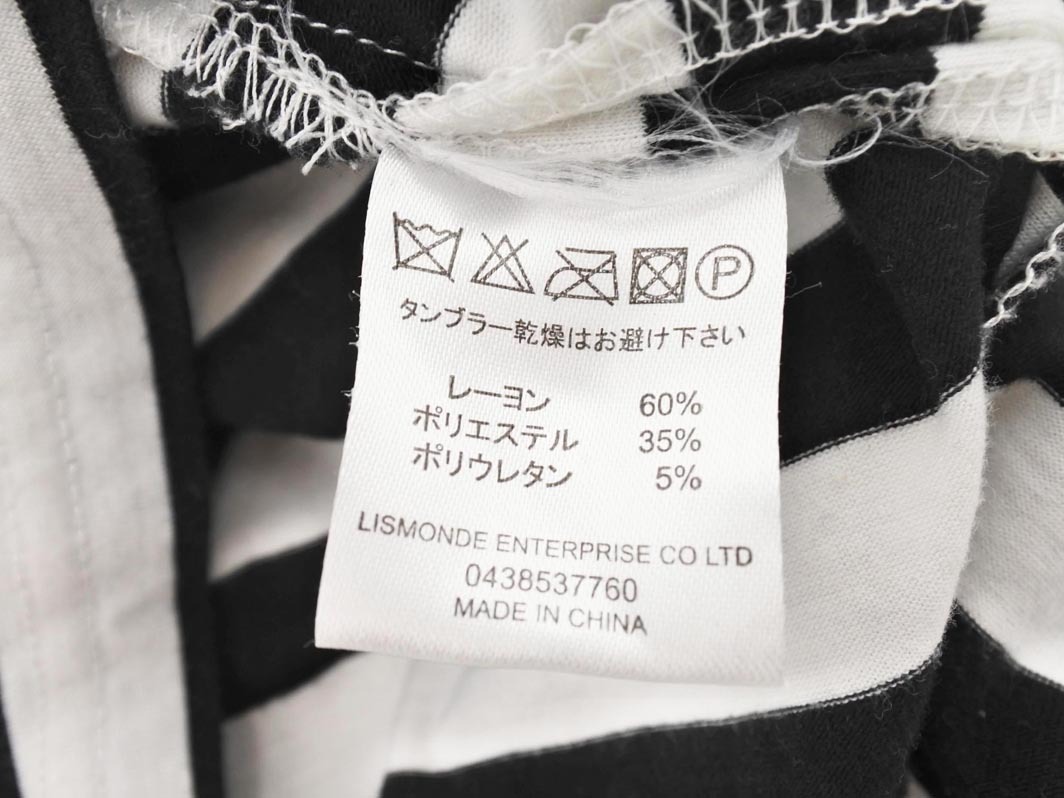 P
タンブラー乾燥はお避け下さい
レーヨン 60%
ポリエステル 35%
ポリウレタン 5%
LISMONDE ENTERPRISE CO LTD
0438537760
MADE IN CHINA